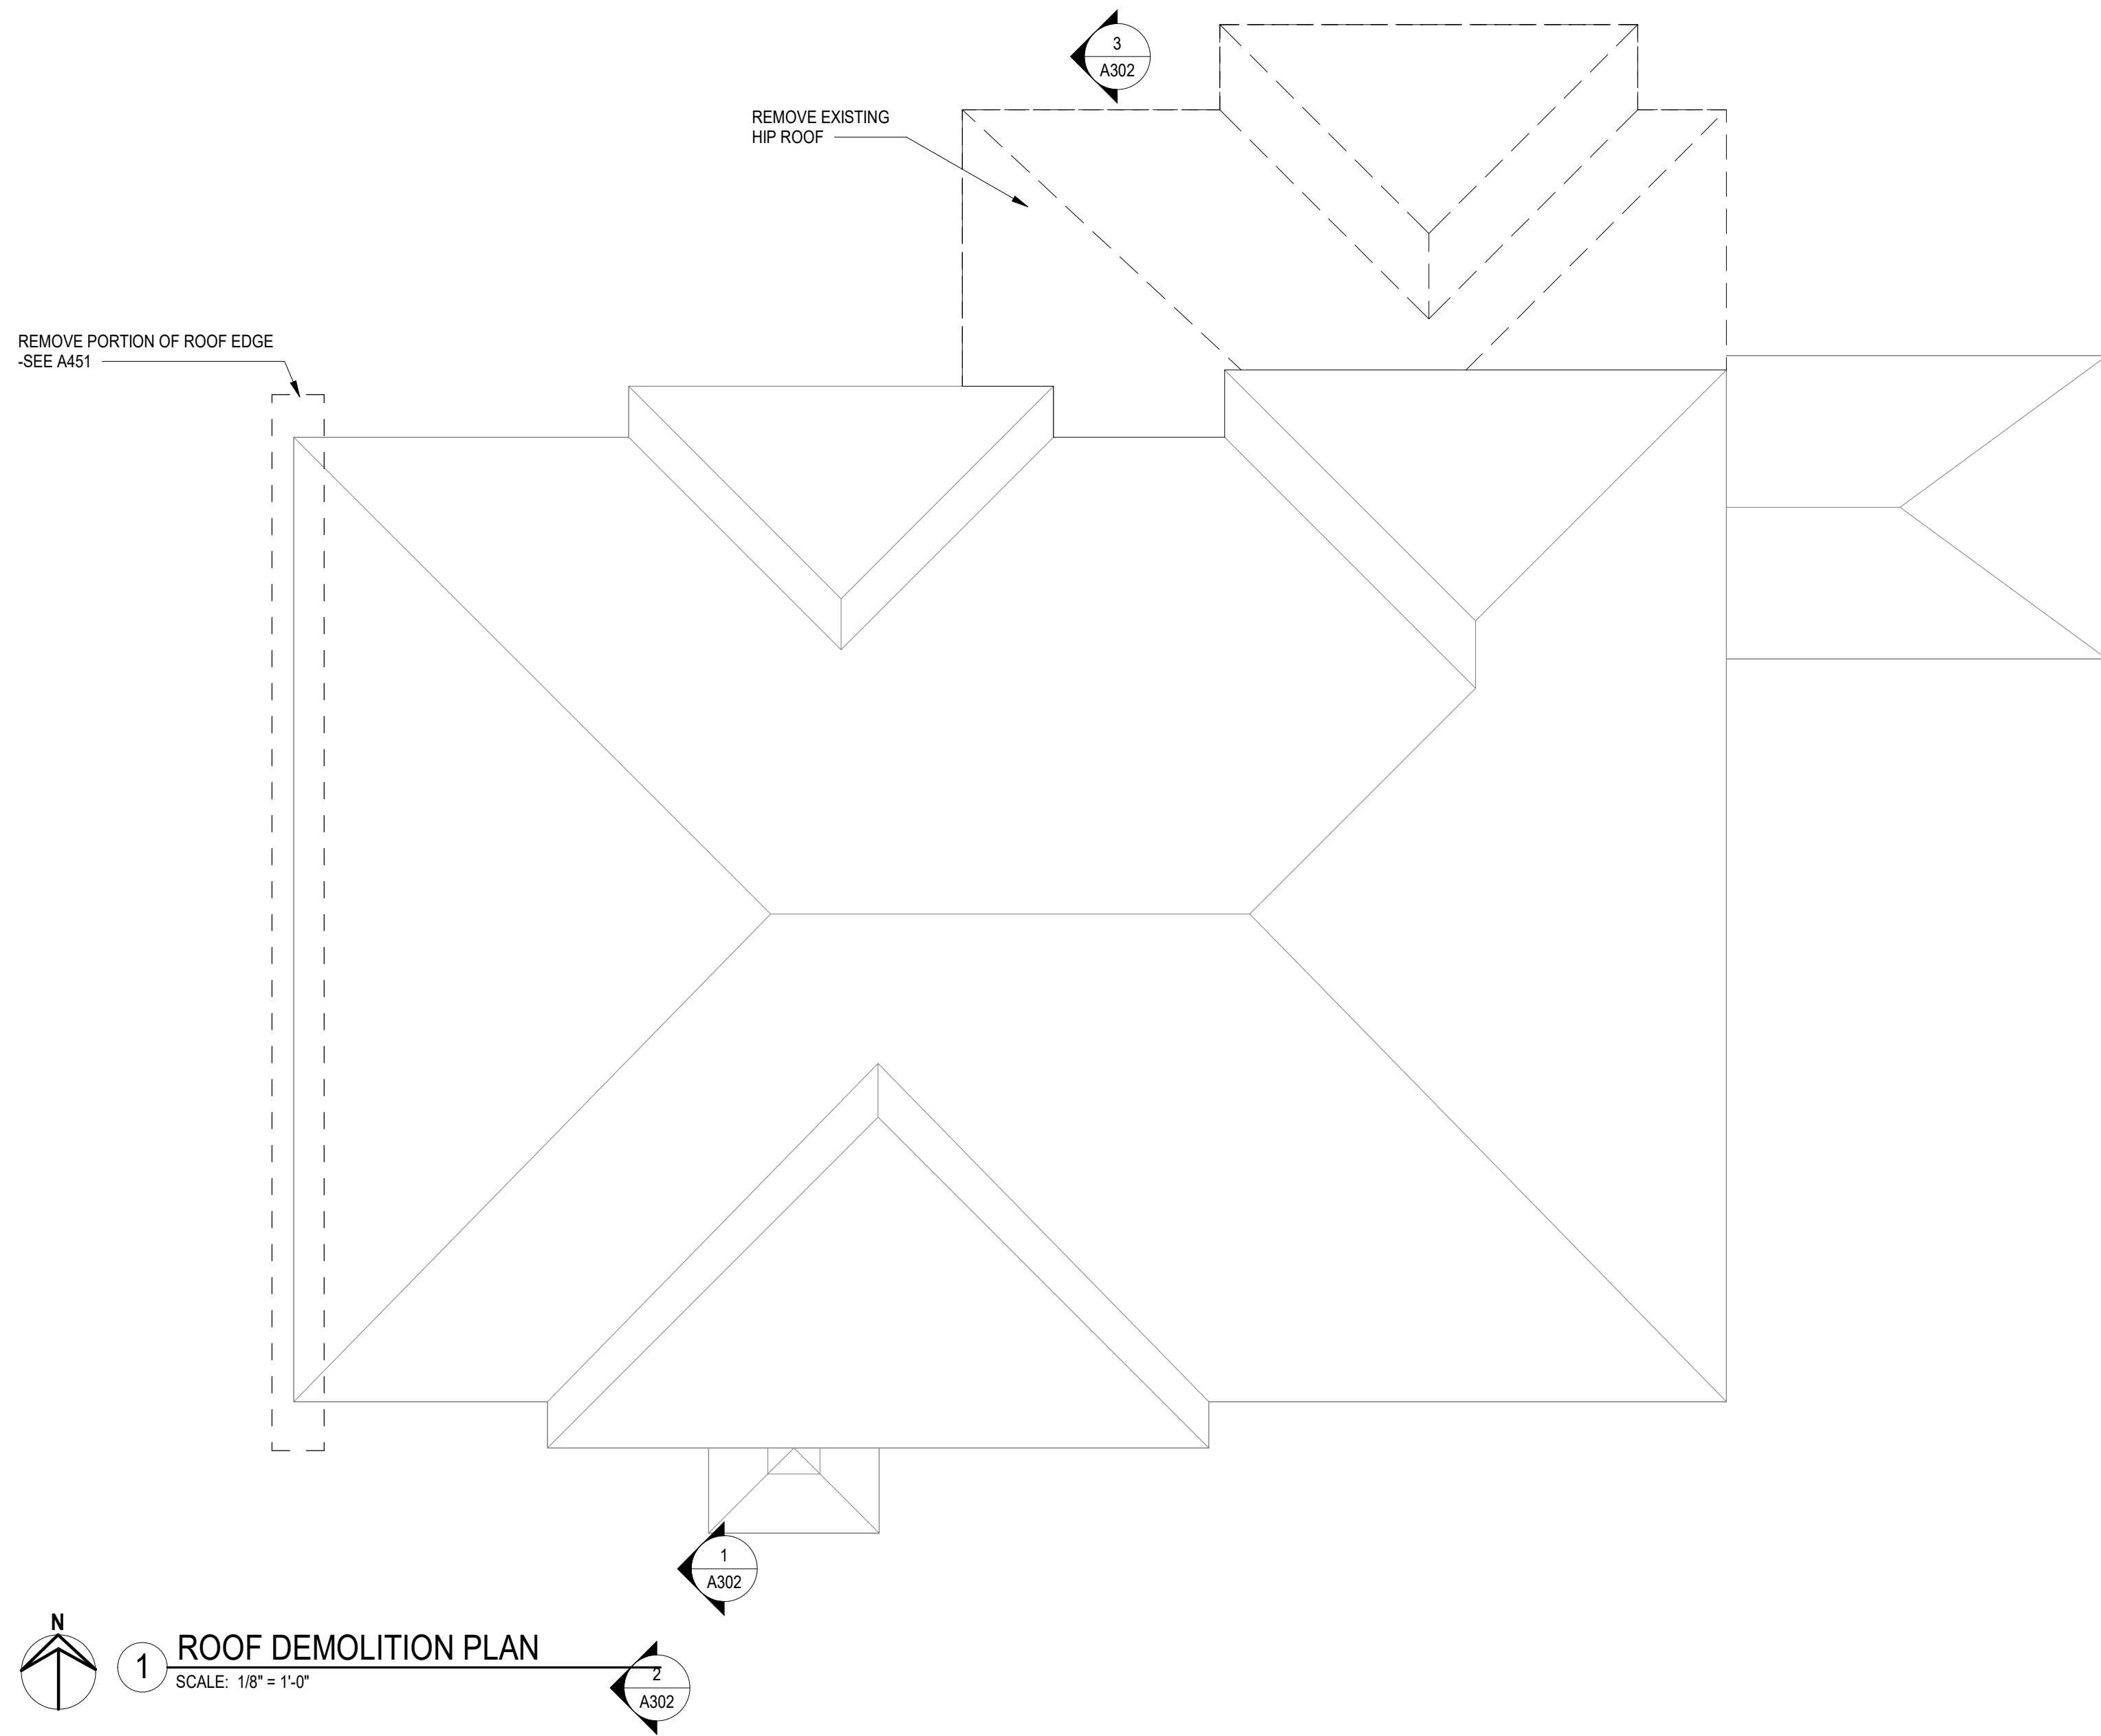 3
A302
REMOVE EXISTING
HIP ROOF
REMOVE PORTION OF ROOF EDGE
-SEE A451
1
A302
N
1
ROOF DEMOLITION PLAN
SCALE: 1/8" = 1'-0"
2
A302